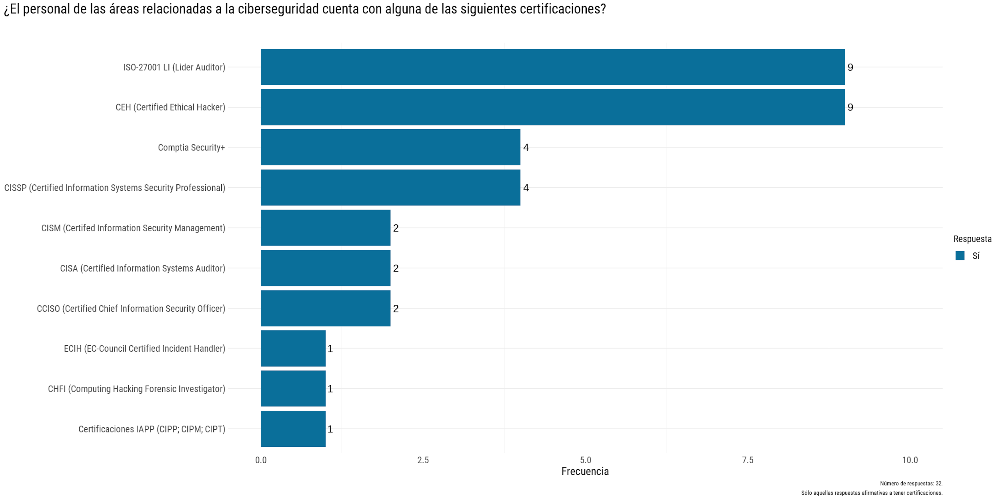 ¿El personal de las áreas relacionadas a la ciberseguridad cuenta con alguna de las siguientes certificaciones?
ISO-27001 LI (Lider Auditor)
9
CEH (Certified Ethical Hacker)
9
Comptia Security+
4
CISSP (Certified Information Systems Security Professional)
4
CISM (Certifed Information Security Management)
2
CISA (Certified Information Systems Auditor)
2
CCISO (Certified Chief Information Security Officer)
2
ECIH (EC-Council Certified Incident Handler)
1
CHFI (Computing Hacking Forensic Investigator)
1
Certificaciones IAPP (CIPP; CIPM; CIPT)
1
Respuesta
Sí
0.0 2.5 5.0 7.5 10.0
Frecuencia
Número de respuestas: 32.
Sólo aquellas respuestas afirmativas a tener certificaciones.